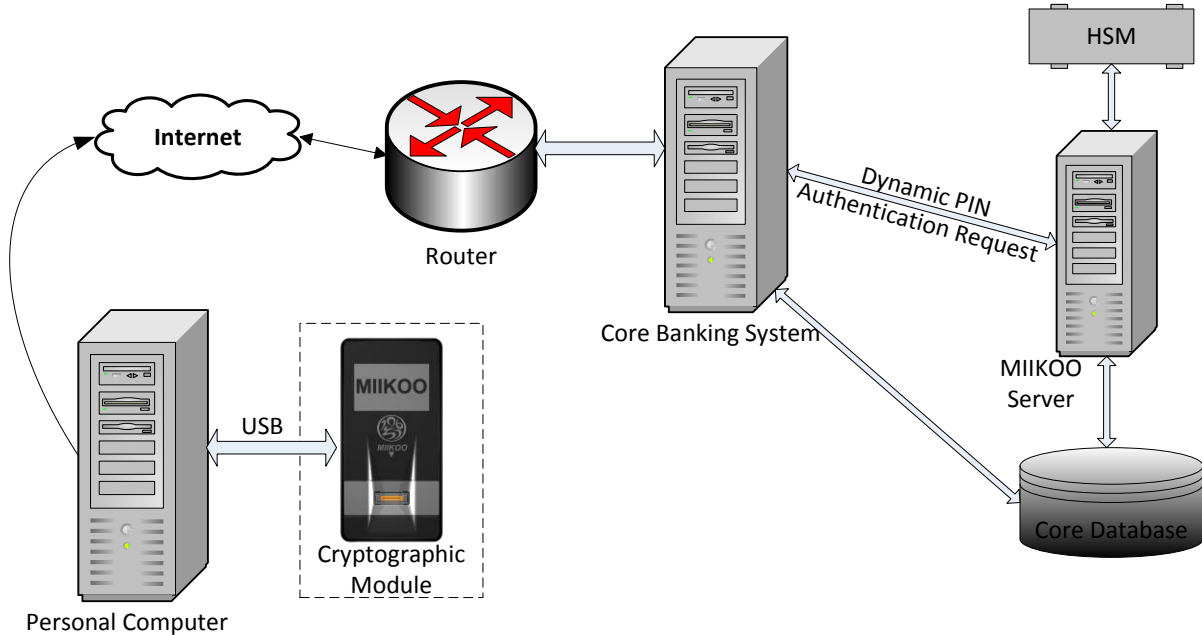 HSM
Internet
Router
Dynamic PIN
Authentication Request
Core Banking System
MIIKOO
Server
MIIKOO
MIIKOO
USB
Cryptographic
Module
Core Database
Personal Computer